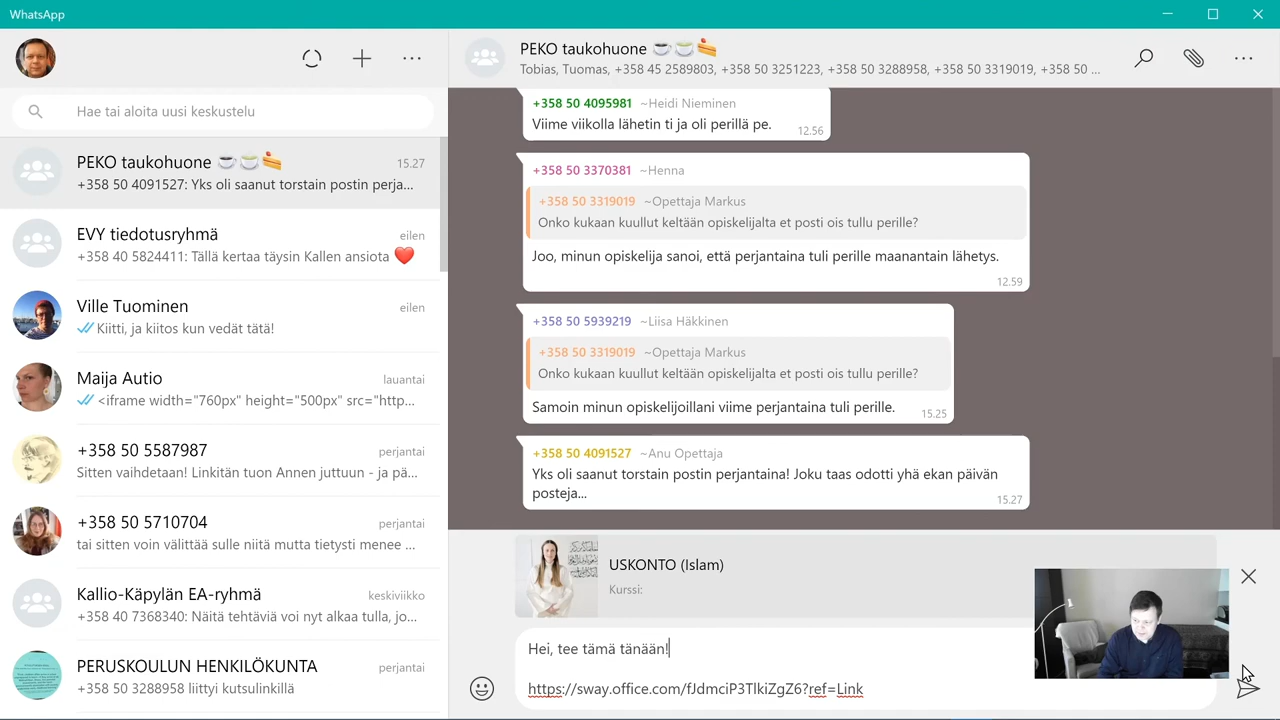 WhatsApp
Hae tai aloita uusi keskustelu
PEKO taukohuone ☕🍵🍰 15.27
+358 50 4091527: Yks oli saanut torstain postin perja...
EVY tiedotusryhmä eilen
+358 40 5824411: Tällä kertaa täysin Kallen ansiota ❤️
Ville Tuominen eilen
Kiitti, ja kiitos kun vedät tätä!
Maija Autio lauantai
<iframe width="760px" height="500px" src="http...
+358 50 5587987 perjantai
Sitten vaihdetaan! Linkitän tuon Annen juttuun - ja pä...
+358 50 5710704 perjantai
tai sitten voin välittää sulle niitä mutta tietysti menee ...
Kallio-Käpylän EA-ryhmä keskiviikko
+358 40 7368340: Näitä tehtäviä voi nyt alkaa tulla, jo...
PERUSKOULUN HENKILÖKUNTA perjantai
+358 50 3288958 liittyi kutsulinkillä
PEKO taukohuone ☕🍵🍰
Tobias, Tuomas, +358 45 2589803, +358 50 3251223, +358 50 3288958, +358 50 3319019, +358 50 ...
+358 50 4095981 ~Heidi Nieminen
Viime viikolla lähetin ti ja oli perillä pe. 12.56
+358 50 3370381 ~Henna
+358 50 3319019 ~Opettaja Markus
Onko kukaan kuullut keltään opiskelijalta et posti ois tullu perille?
Joo, minun opiskelija sanoi, että perjantaina tuli perille maanantain lähetys.
12.59
+358 50 5939219 ~Liisa Häkkinen
+358 50 3319019 ~Opettaja Markus
Onko kukaan kuullut keltään opiskelijalta et posti ois tullu perille?
Samoin minun opiskelijoillani viime perjantaina tuli perille. 15.25
+358 50 4091527 ~Anu Opettaja
Yks oli saanut torstain postin perjantaina! Joku taas odotti yhä ekan päivän
posteja... 15.27
USKONTO (Islam)
Kurssi:
Hei, tee tämä tänään!
https://sway.office.com/fJdmciP3TlkiZgZ6?ref=Link